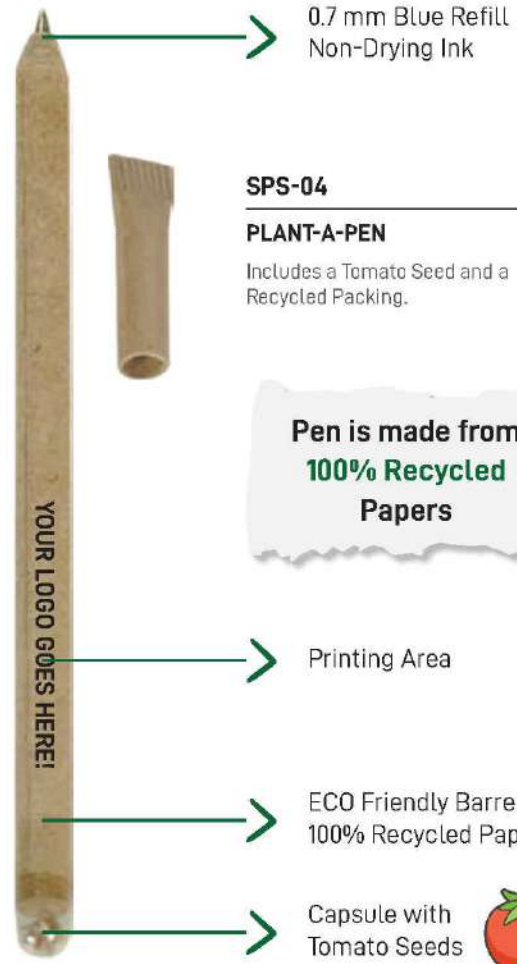 0.7 mm Blue Refill
Non-Drying Ink
SPS-04
PLANT-A-PEN
Includes a Tomato Seed and a
Recycled Packing.
Pen is made from
100% Recycled
Papers
YOUR LOGO GOES HERE!
Printing Area
ECO Friendly Barre
100% Recycled Pap
Capsule with
Tomato Seeds